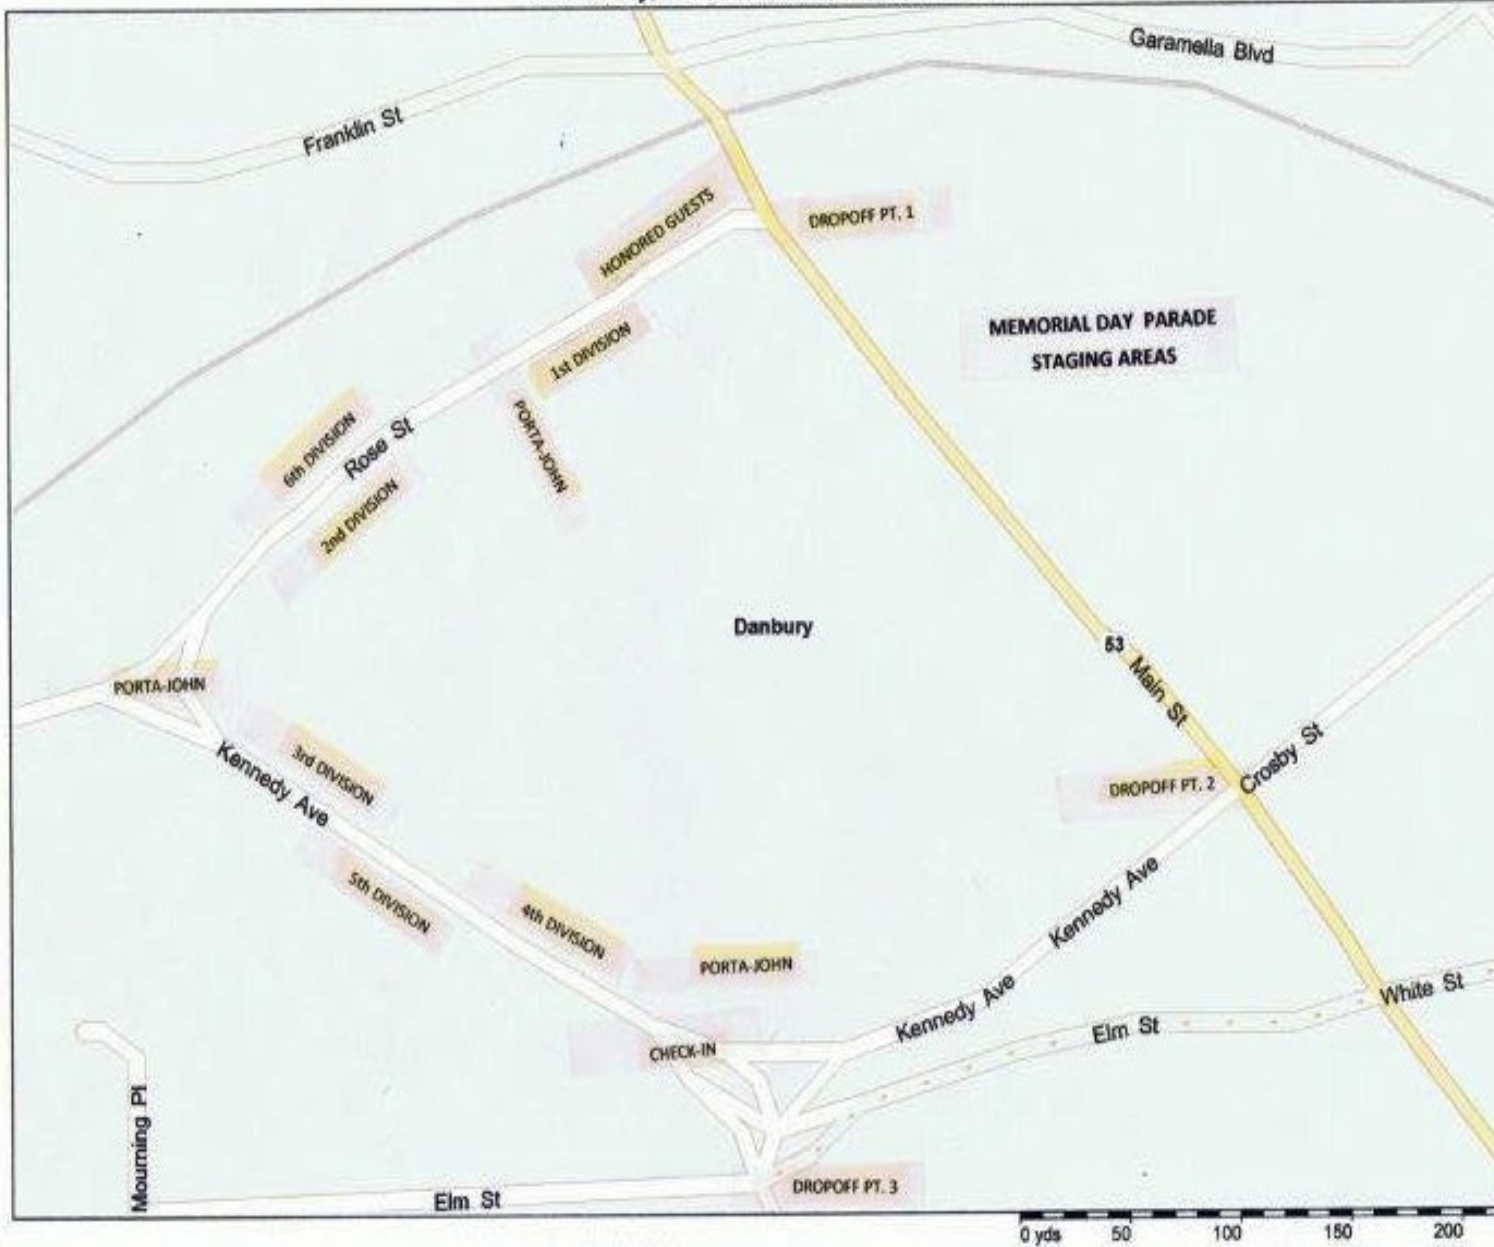 Garamella Blvd
Franklin St
HONORED GUESTS
DROPOFF PT. 1
MEMORIAL DAY PARADE
STAGING AREAS
1st DIVISION
PORTA-JOHN
6th DIVISION
Rose St
2nd DIVISION
Danbury
53 Main St
PORTA-JOHN
Kennedy Ave
3rd DIVISION
Crosby St
DROPOFF PT. 2
5th DIVISION
4th DIVISION
Kennedy Ave
PORTA-JOHN
Kennedy Ave
White St
Elm St
CHECK-IN
Mourning Pl
Elm St
DROPOFF PT. 3
0 yds 50 100 150 200